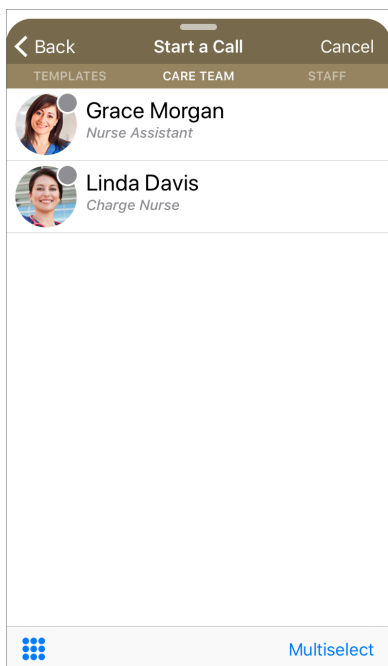 Back Start a Call Cancel
TEMPLATES CARE TEAM STAFF
Grace Morgan
Nurse Assistant
Linda Davis
Charge Nurse
Multiselect